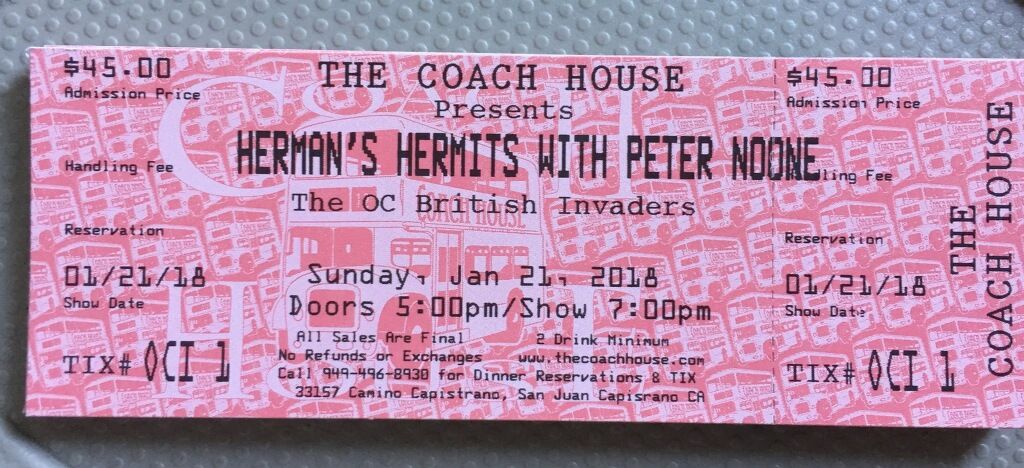 $45.00
Admission Price
Handling Fee
Reservation
01/21/18
Show Date
TIX# OCI 1
THE COACH HOUSE
Presents
HERMAN'S HERMITS WITH PETER NOONE
The OC British Invaders
COACH HOUSE
Sunday, Jan 21, 2018
Doors 5:00pm/Show 7:00pm
All Sales Are Final 2 Drink Minimum
No Refunds or Exchanges www.thecoachhouse.com
Call 949-496-8930 for Dinner Reservations & TIX
33157 Camino Capistrano, San Juan Capisrano CA
$45.00
Admission Price
ling Fee
Reservation
01/21/18
Show Date
TIX# OCI 1
THE
COACH HOUSE